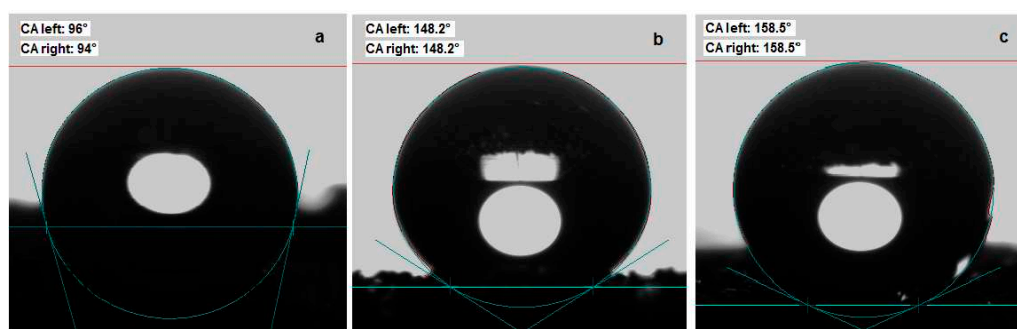 CA left: 96°
CA right: 94°
a
CA left: 148.2°
CA right: 148.2°
b
CA left: 158.5°
CA right: 158.5°
c